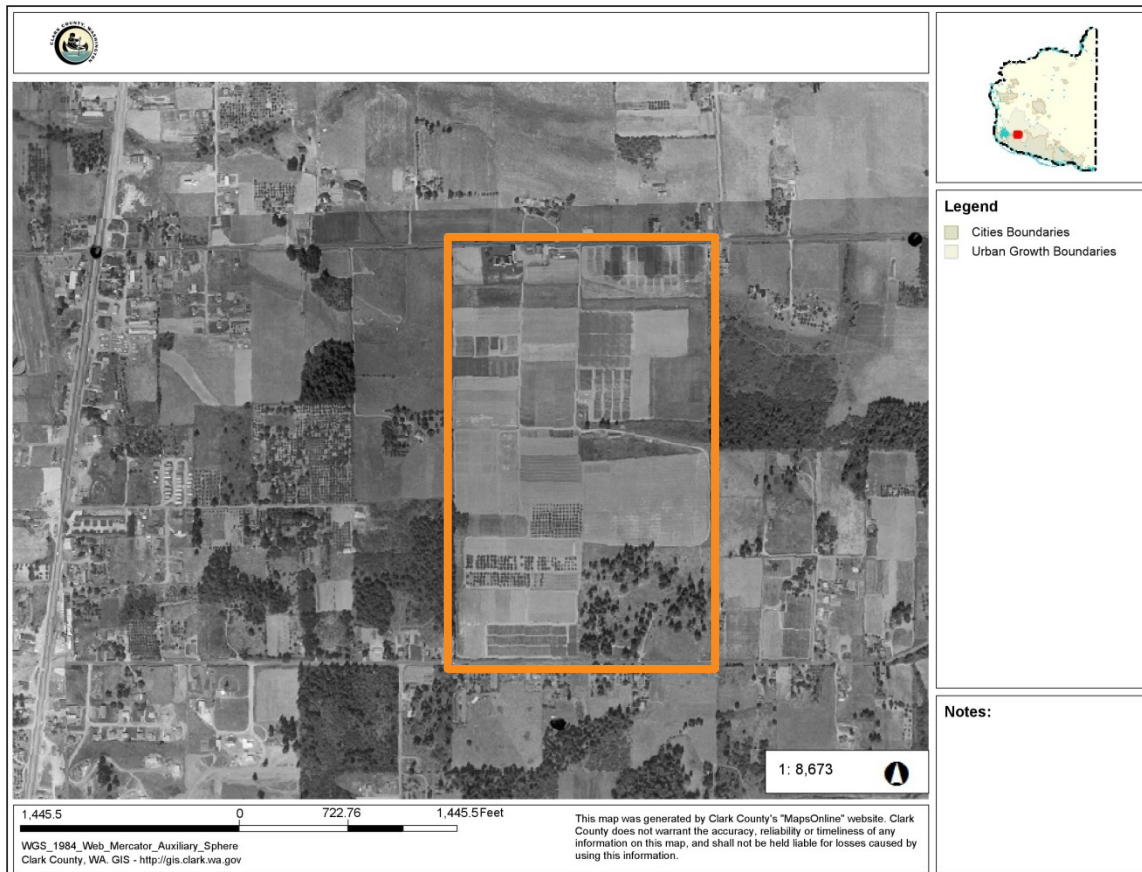 CLARK COUNTY, WASHINGTON
Legend
Cities Boundaries
Urban Growth Boundaries
Notes:
1: 8,673
1,445.5 0 722.76 1,445.5 Feet
WGS_1984_Web_Mercator_Auxiliary_Sphere
Clark County, WA. GIS - http://gis.clark.wa.gov
This map was generated by Clark County's "MapsOnline" website. Clark
County does not warrant the accuracy, reliability or timeliness of any
information on this map, and shall not be held liable for losses caused by
using this information.